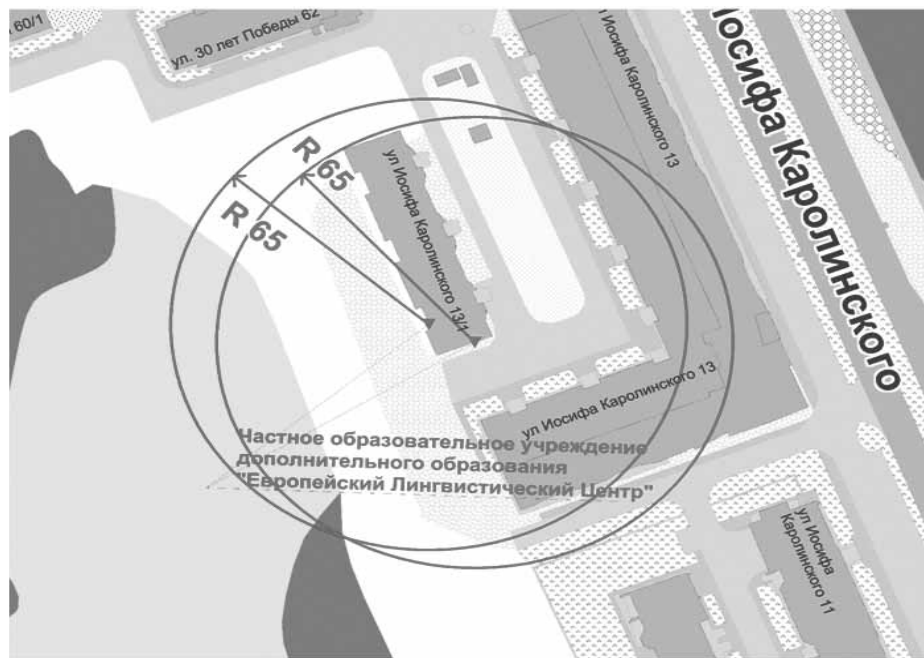 60/1
ул. 30 лет Победы 62
ул Иосифа Каролинского 13
Иосифа Каролинского
R 65
R 65
ул Иосифа Каролинского 13/1
ул Иосифа Каролинского 13
Частное образовательное учреждение
дополнительного образования
"Европейский Лингвистический Центр"
ул Иосифа
Каролинского 11